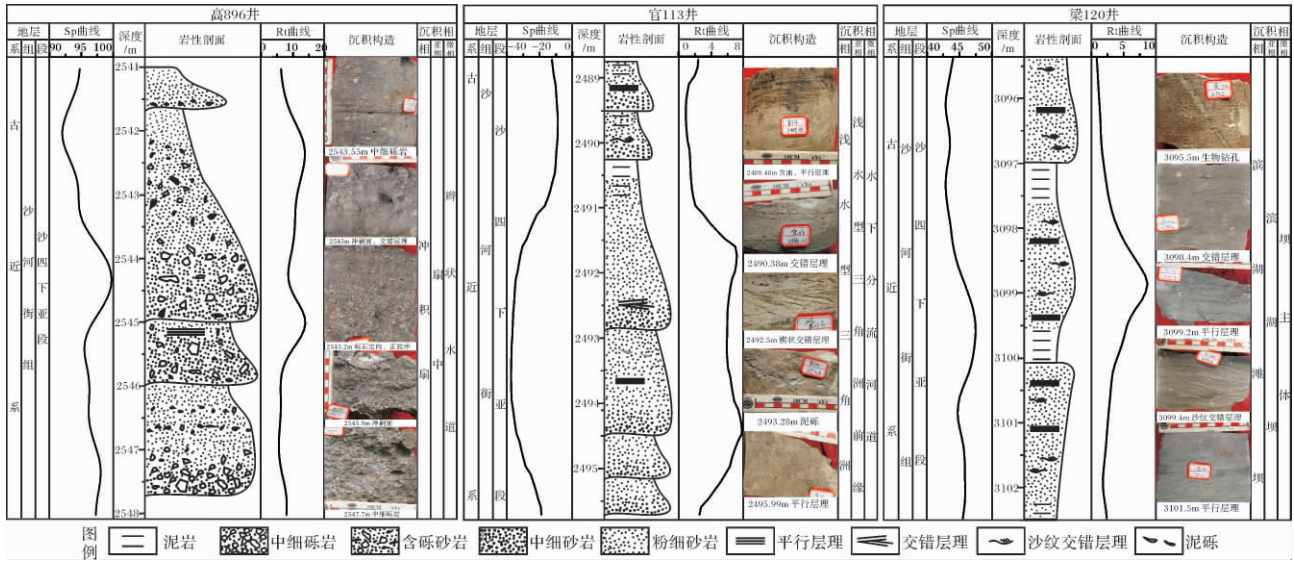 高896井
地层
Sp曲线
深度
/m
岩性剖面
Rt曲线
沉积构造
沉积相
系 组 段
90 95 100
0 10 20
相 亚相 微相
2541
2542
2543
2544
2545
2546
2547
2548
古近系
沙河街组
沙四下亚段
2543.55m 中细砾岩
2545m 冲刷面、交错层理
2545.9m 冲刷面
2547.7m 中细砾岩
冲积扇
扇中
辫状水道
官113井
地层
Sp曲线
深度
/m
岩性剖面
Rt曲线
沉积构造
沉积相
系 组 段
-40 -20 0
0 4 8
相 亚相 微相
2489
2490
2491
2492
2493
2494
2495
古近系
沙河街组
沙四下亚段
2489.46m 含油、平行层理
2490.38m 交错层理
2492.5m 楔状交错层理
2493.28m 泥砾
2495.99m 平行层理
浅水型三角洲
浅水型三角洲前缘
水下分流河道
梁120井
地层
Sp曲线
深度
/m
岩性剖面
Rt曲线
沉积构造
沉积相
系 组 段
40 45 50
0 5 10
相 亚相 微相
3096
3097
3098
3099
3100
3101
3102
古近系
沙河街组
沙四下亚段
3095.5m 生物钻孔
3098.4m 交错层理
3099.2m 平行层理
3099.4m 沙纹交错层理
3101.5m 平行层理
滨湖滩坝
滨湖坝
坝主体
图例
泥岩
中细砾岩
含砾砂岩
中细砂岩
粉细砂岩
平行层理
交错层理
沙纹交错层理
泥砾